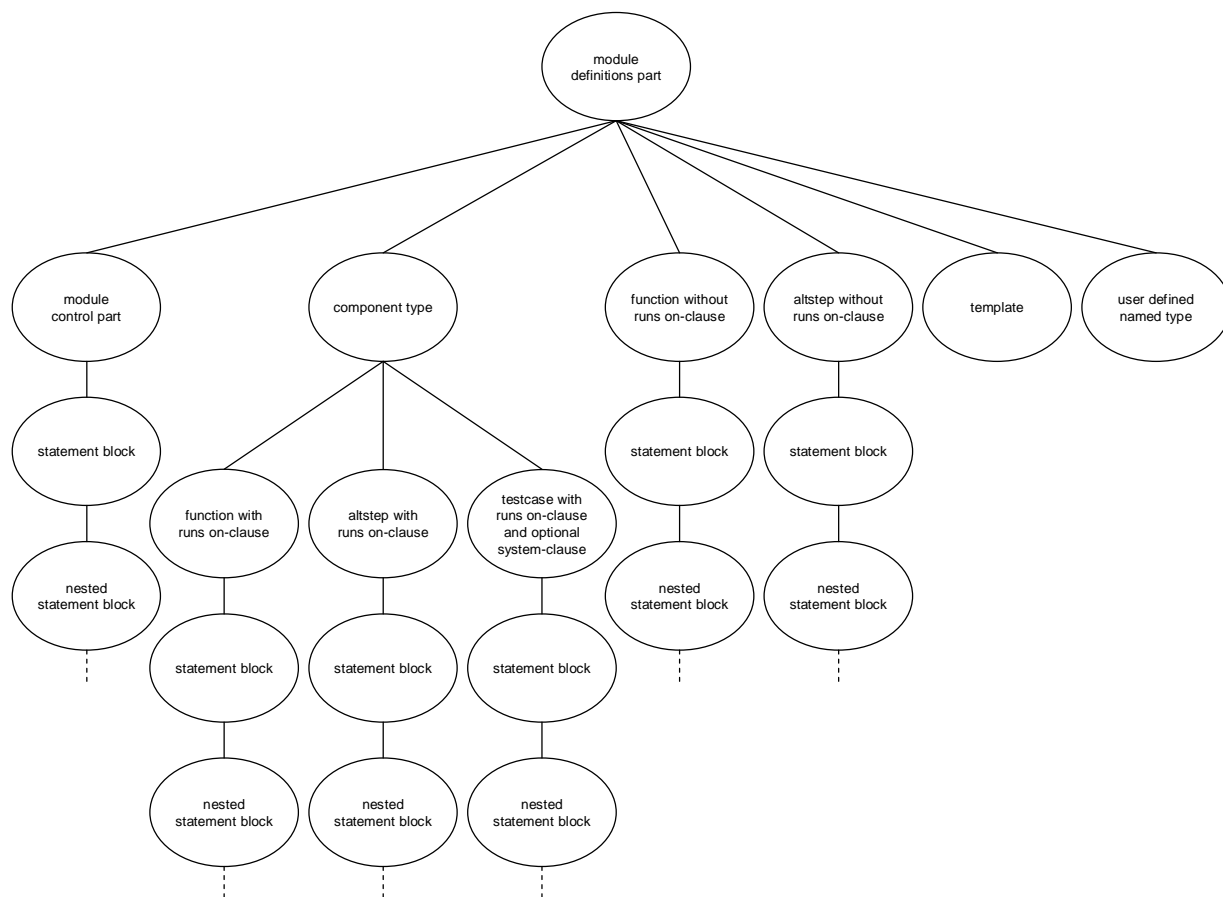 module
definitions part
module
control part
component type
function without
runs on-clause
altstep without
runs on-clause
template
user defined
named type
statement block
statement block
statement block
function with
runs on-clause
altstep with
runs on-clause
testcase with
runs on-clause
and optional
system-clause
nested
statement block
nested
statement block
nested
statement block
statement block
statement block
statement block
nested
statement block
nested
statement block
nested
statement block